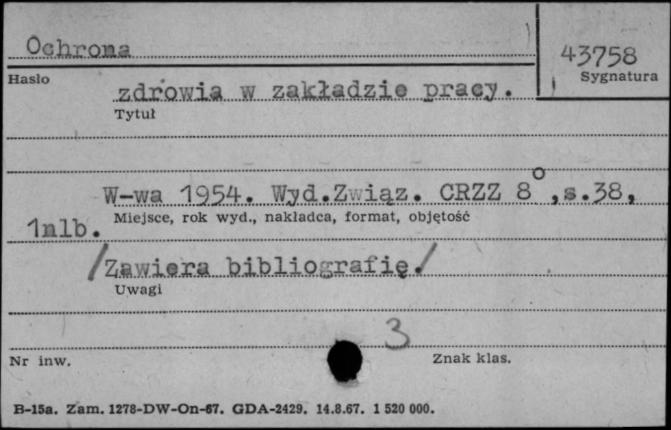 Ochrona
43758
Hasło
Sygnatura
zdrowia w zakładzie pracy.
Tytuł
W-wa 1954. Wyd.Związ. CRZZ 8°,s.38,
Miejsce, rok wyd., nakładca, format, objętość
1nlb.
/Zawiera bibliografię./
Uwagi
3
Nr inw.
Znak klas.
B-15a. Zam. 1278-DW-On-67. GDA-2429. 14.8.67. 1 520 000.